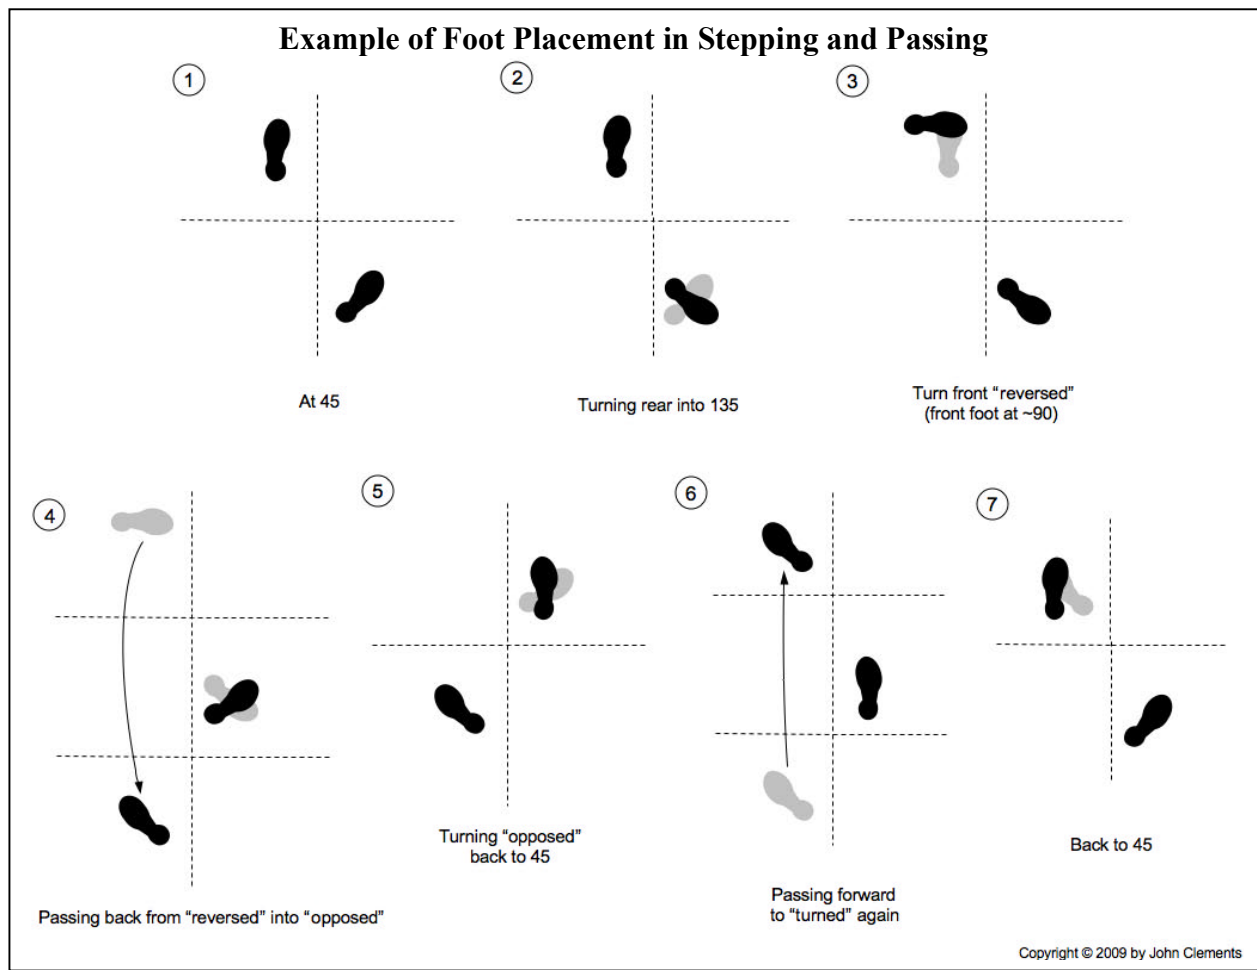 Example of Foot Placement in Stepping and Passing
1
2
3
At 45
Turning rear into 135
Turn front “reversed”
(front foot at ~90)
4
5
6
7
Passing back from “reversed” into “opposed”
Turning “opposed”
back to 45
Passing forward
to “turned” again
Back to 45
Copyright © 2009 by John Clements